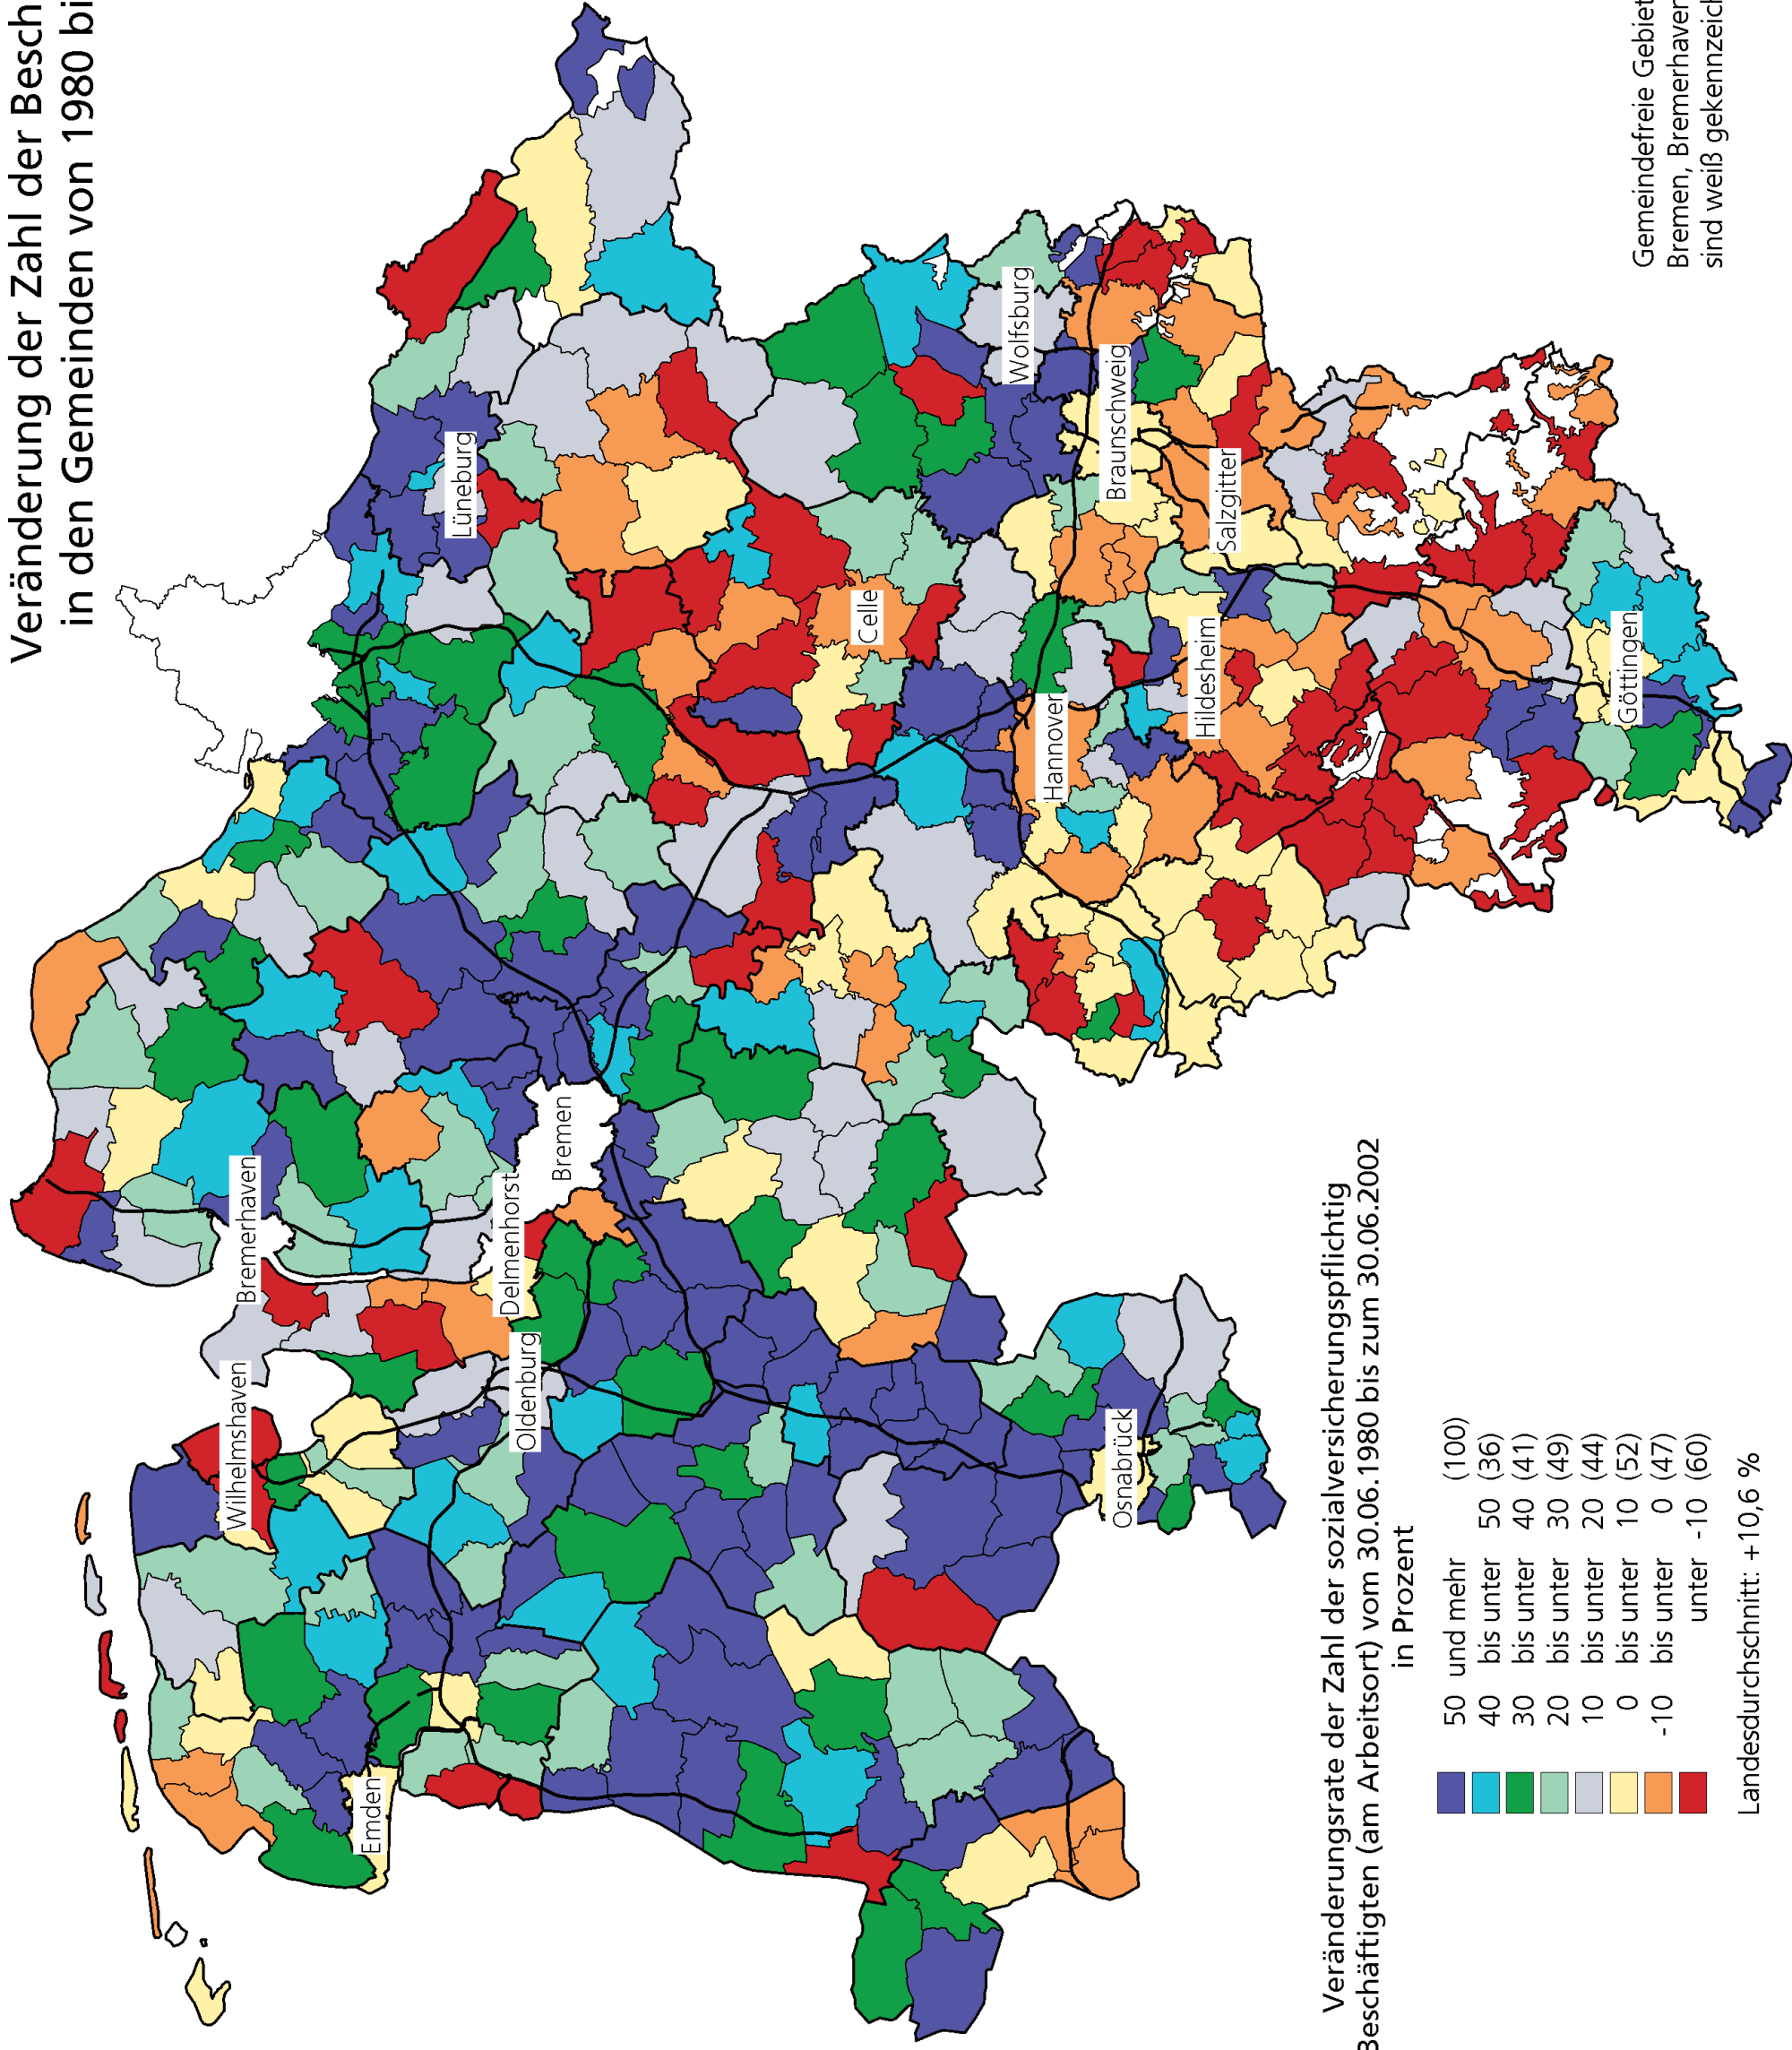 Veränderung der Zahl der Besch
in den Gemeinden von 1980 bi
Lüneburg
Wolfsburg
Braunschweig
Salzgitter
Celle
Hildesheim
Göttingen
Hannover
Bremen
Bremerhaven
Delmenhorst
Oldenburg
Wilhelmshaven
Osnabrück
Emden
Veränderungsrate der Zahl der sozialversicherungspflichtig
Beschäftigten (am Arbeitsort) vom 30.06.1980 bis zum 30.06.2002
in Prozent
50 und mehr (100)
40 bis unter 50 (36)
30 bis unter 40 (41)
20 bis unter 30 (49)
10 bis unter 20 (44)
0 bis unter 10 (52)
-10 bis unter 0 (47)
unter -10 (60)
Landesdurchschnitt: +10,6 %
Gemeindefreie Gebiet
Bremen, Bremerhaven
sind weiß gekennzeich